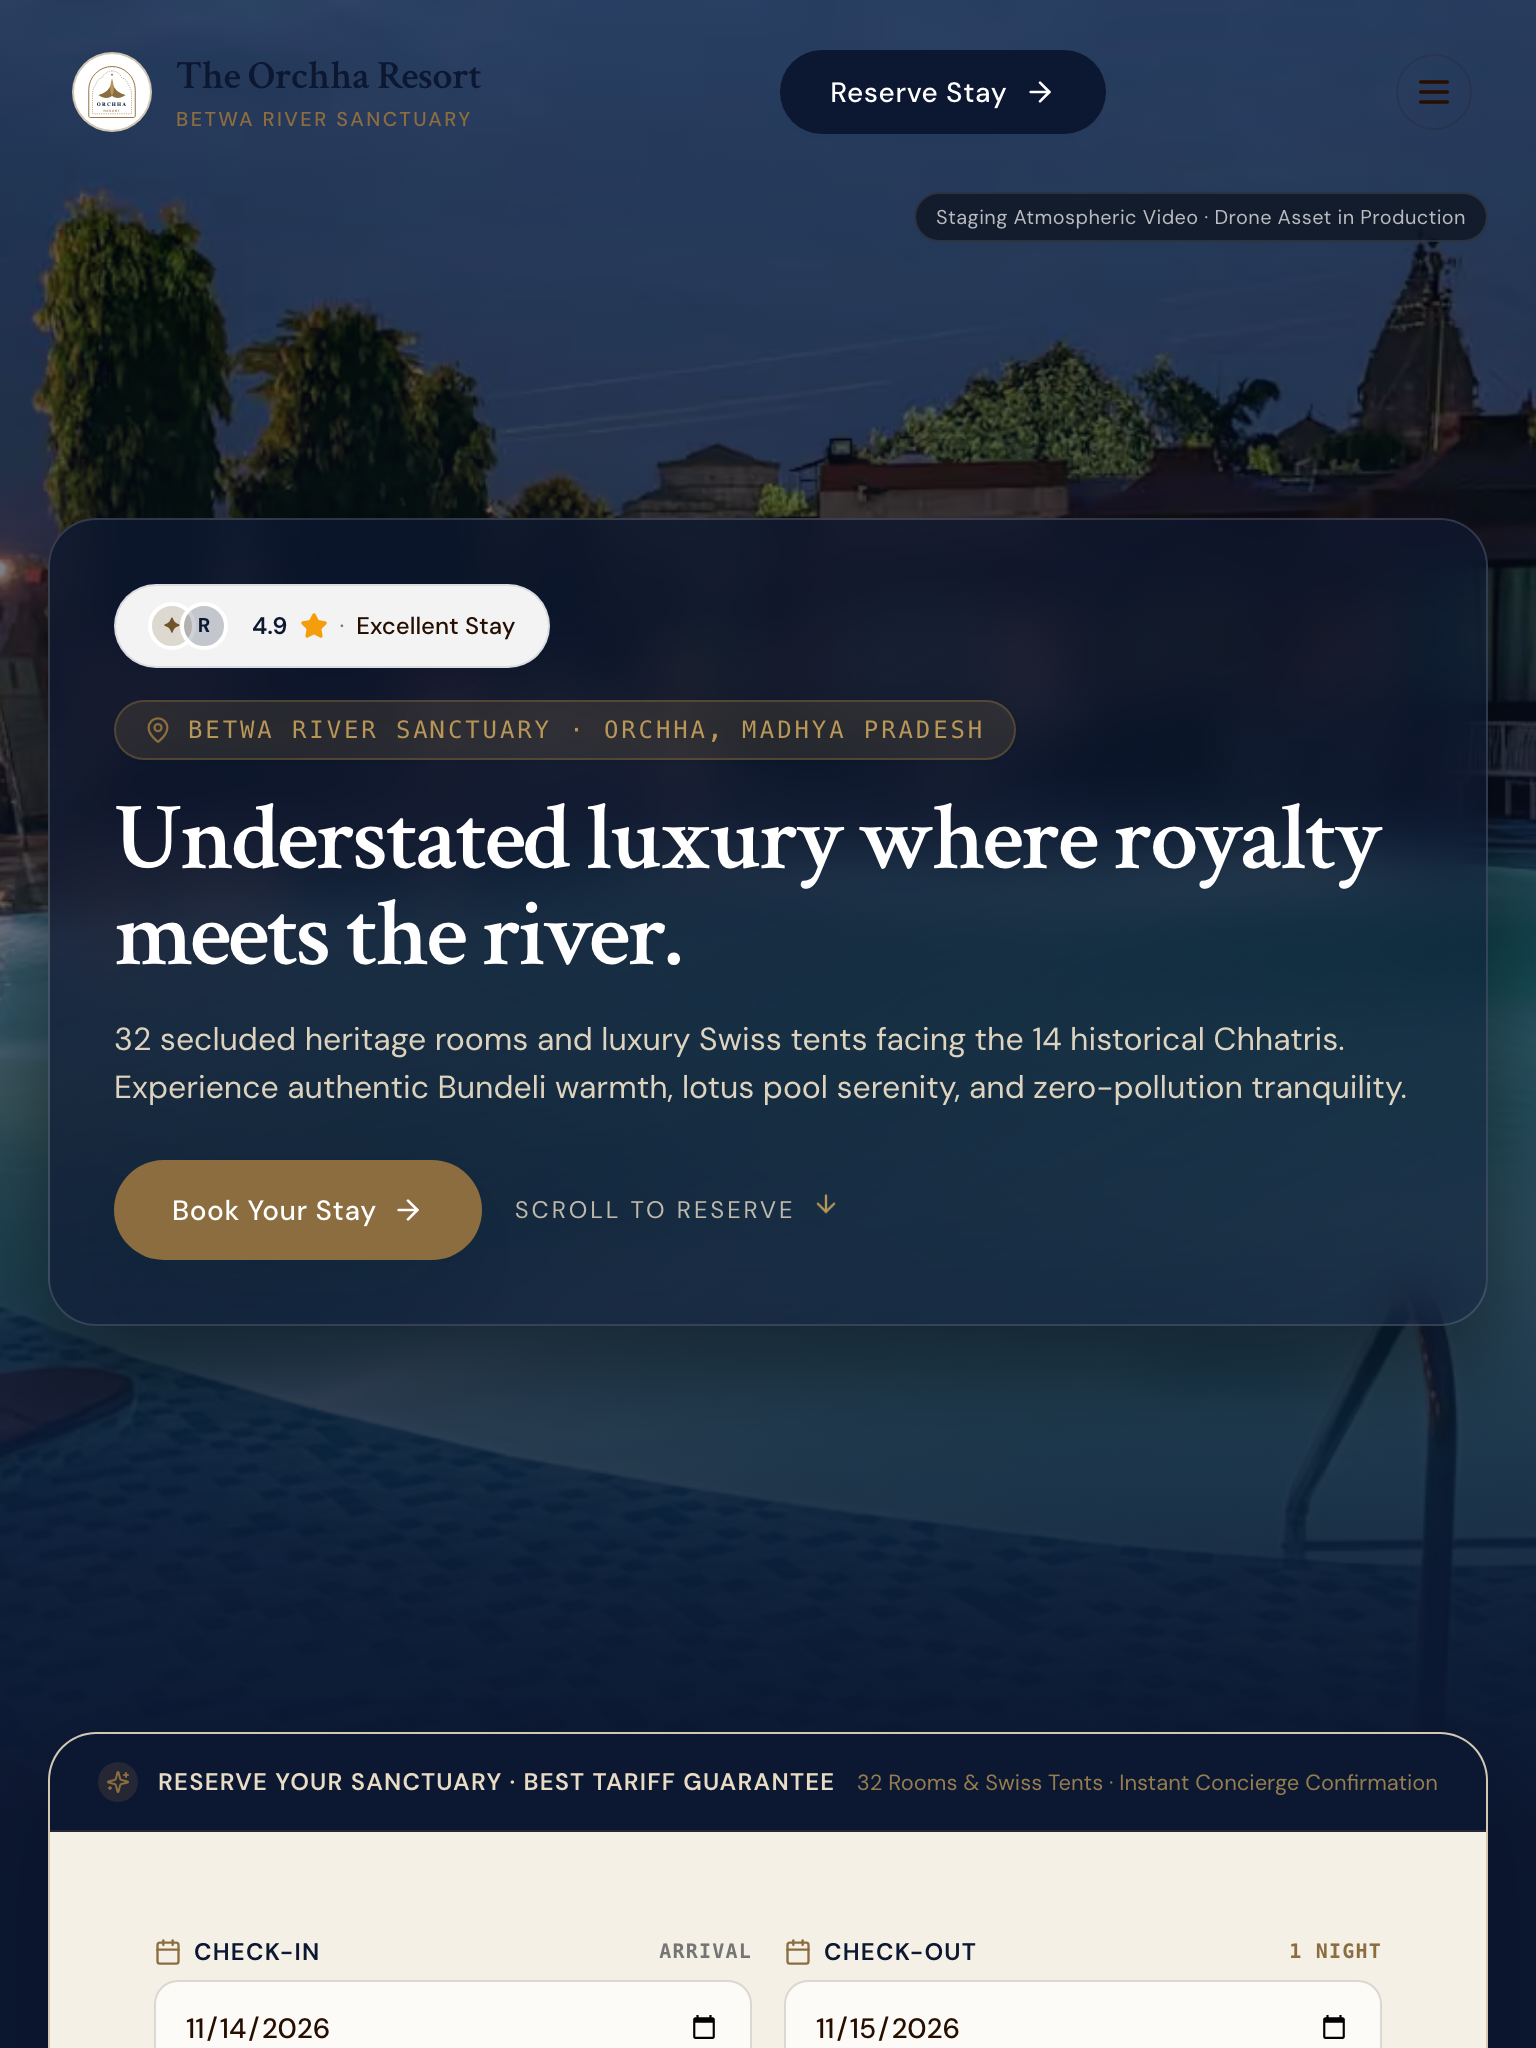 The Orchha Resort
BETWA RIVER SANCTUARY
ORCHHA
Reserve Stay
Staging Atmospheric Video · Drone Asset in Production
R
4.9 · Excellent Stay
BETWA RIVER SANCTUARY · ORCHHA, MADHYA PRADESH
Understated luxury where royalty
meets the river.
32 secluded heritage rooms and luxury Swiss tents facing the 14 historical Chhatris.
Experience authentic Bundeli warmth, lotus pool serenity, and zero-pollution tranquility.
Book Your Stay
SCROLL TO RESERVE
RESERVE YOUR SANCTUARY · BEST TARIFF GUARANTEE
32 Rooms & Swiss Tents · Instant Concierge Confirmation
CHECK-IN
ARRIVAL
CHECK-OUT
1 NIGHT
11/14/2026
11/15/2026